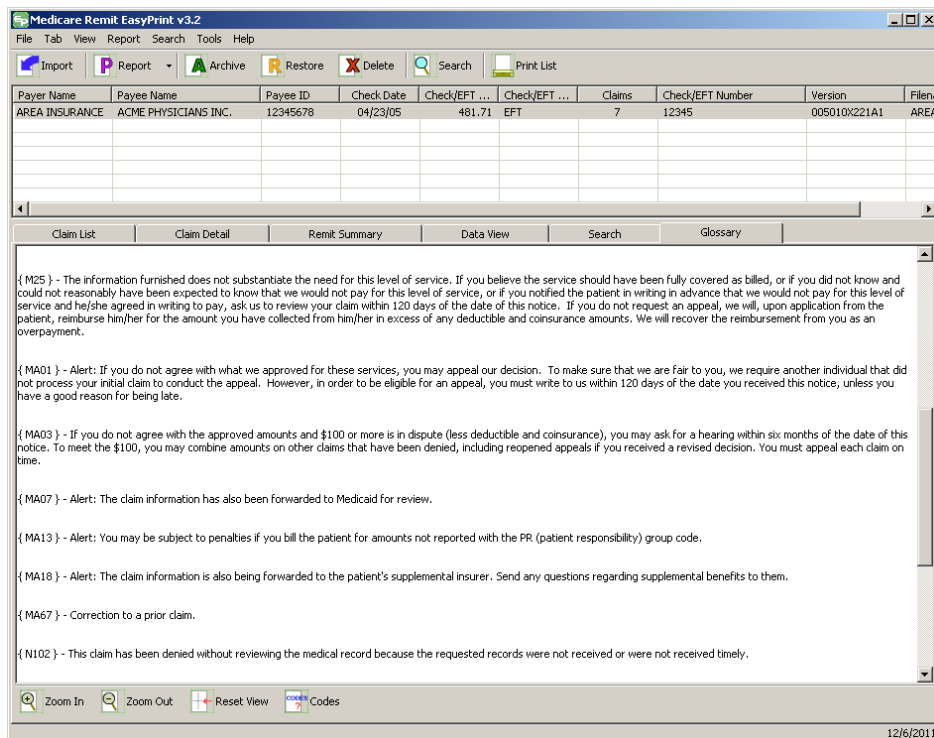 Medicare Remit EasyPrint v3.2
File Tab View Report Search Tools Help
Import Report Archive Restore Delete Search Print List
Payer Name Payee Name Payee ID Check Date Check/EFT ... Check/EFT ... Claims Check/EFT Number Version Filen
AREA INSURANCE ACME PHYSICIANS INC. 12345678 04/23/05 481.71 EFT 7 12345 005010X221A1 AREA
Claim List Claim Detail Remit Summary Data View Search Glossary
{ M25 } - The information furnished does not substantiate the need for this level of service. If you believe the service should have been fully covered as billed, or if you did not know and
could not reasonably have been expected to know that we would not pay for this level of service, or if you notified the patient in writing in advance that we would not pay for this level of
service and he/she agreed in writing to pay, ask us to review your claim within 120 days of the date of this notice. If you do not request an appeal, we will, upon application from the
patient, reimburse him/her for the amount you have collected from him/her in excess of any deductible and coinsurance amounts. We will recover the reimbursement from you as an
overpayment.
{ MA01 } - Alert: If you do not agree with what we approved for these services, you may appeal our decision. To make sure that we are fair to you, we require another individual that did
not process your initial claim to conduct the appeal. However, in order to be eligible for an appeal, you must write to us within 120 days of the date you received this notice, unless you
have a good reason for being late.
{ MA03 } - If you do not agree with the approved amounts and $100 or more is in dispute (less deductible and coinsurance), you may ask for a hearing within six months of the date of this
notice. To meet the $100, you may combine amounts on other claims that have been denied, including reopened appeals if you received a revised decision. You must appeal each claim on
time.
{ MA07 } - Alert: The claim information has also been forwarded to Medicaid for review.
{ MA13 } - Alert: You may be subject to penalties if you bill the patient for amounts not reported with the PR (patient responsibility) group code.
{ MA18 } - Alert: The claim information is also being forwarded to the patient's supplemental insurer. Send any questions regarding supplemental benefits to them.
{ MA67 } - Correction to a prior claim.
{ N102 } - This claim has been denied without reviewing the medical record because the requested records were not received or were not received timely.
Zoom In Zoom Out Reset View CODES ? Codes
12/6/2011